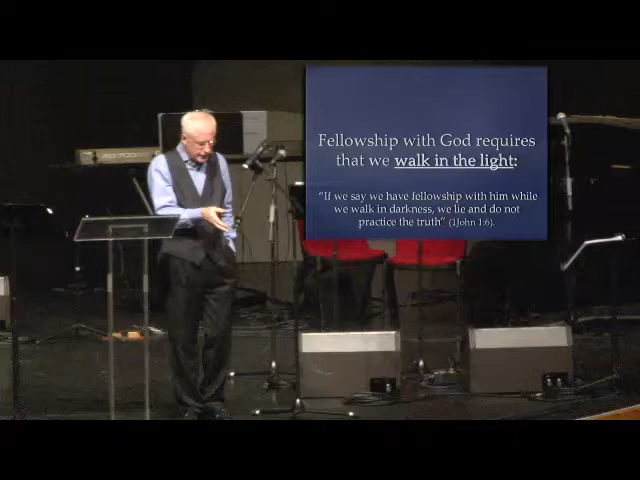 Fellowship with God requires
that we walk in the light:
“If we say we have fellowship with him while
we walk in darkness, we lie and do not
practice the truth” (1John 1:6).